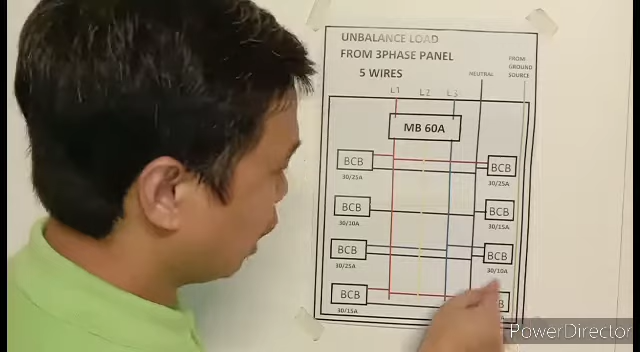 UNBALANCE LOAD
FROM 3PHASE PANEL
5 WIRES
NEUTRAL
FROM
GROUND
SOURCE
L1 L2 L3
MB 60A
BCB
30/25A
BCB
30/25A
BCB
30/10A
BCB
30/15A
BCB
30/25A
BCB
30/10A
BCB
30/15A
PowerDirector